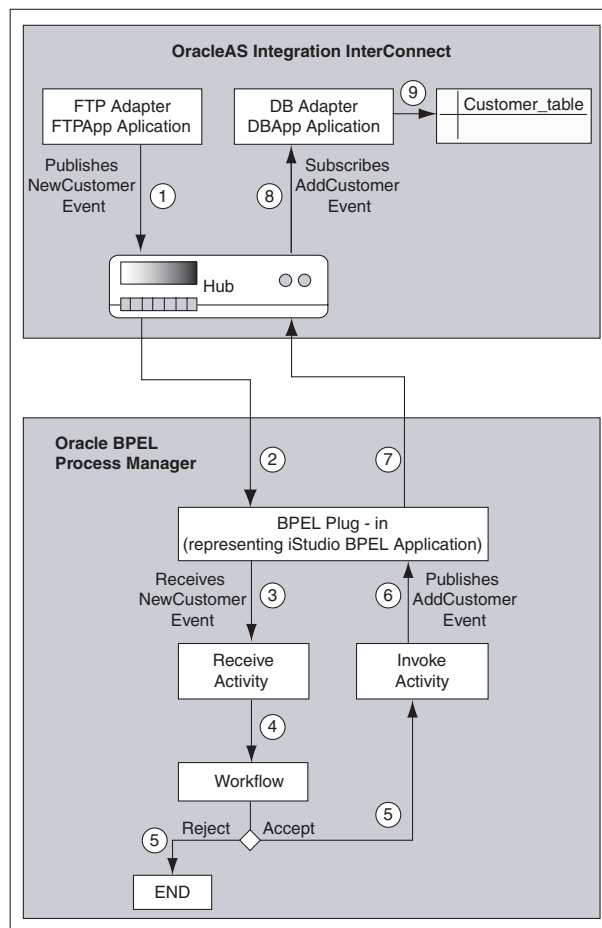 OracleAS Integration InterConnect
FTP Adapter
FTPApp Aplication
DB Adapter
DBApp Aplication
9
Customer_table
Publishes
NewCustomer
Event
1
8
Subscribes
AddCustomer
Event
Hub
Oracle BPEL
Process Manager
2
7
BPEL Plug - in
(representing iStudio BPEL Application)
Receives
NewCustomer
Event
3
6
Publishes
AddCustomer
Event
Receive
Activity
Invoke
Activity
4
Workflow
5
Reject
Accept
5
END